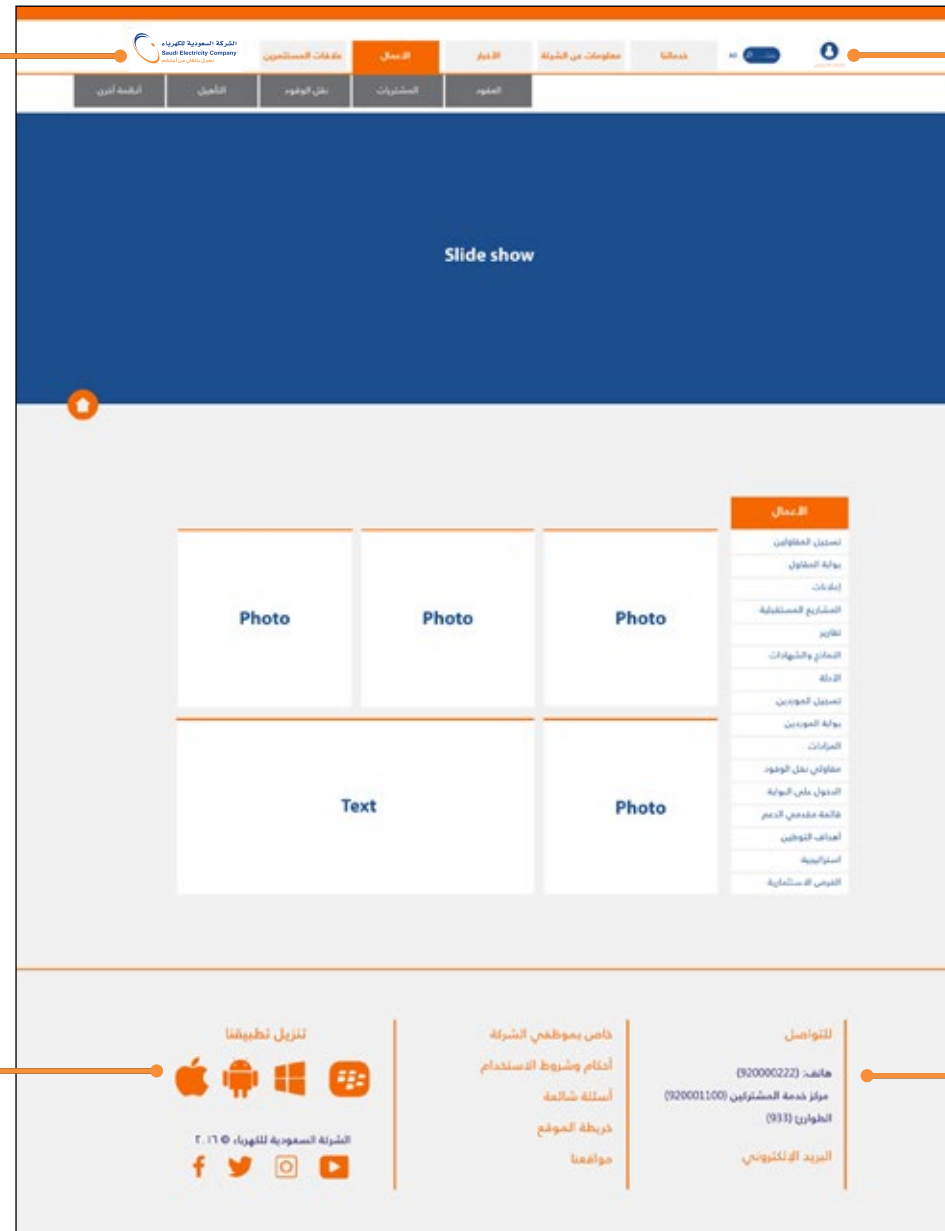 الشركة السعودية للكهرباء
Saudi Electricity Company
خدماتنا
معلومات عن الشركة
الأخبار
الأعمال
علاقات المستثمرين
العقود
المشتريات
نقل الوقود
التأهيل
أنظمة أخرى
Slide show
الأعمال
تسجيل المقاولين
بوابة المقاول
إعلانات
المشاريع المستقبلية
تقارير
النماذج والشهادات
الأدلة
تسجيل الموردين
بوابة الموردين
المزادات
مقاولي نقل الوقود
الدخول على البوابة
قائمة مقدمي الدعم
أهداف التوطين
استراتيجية
الفرص الاستثمارية
Photo
Photo
Photo
Photo
Text
للتواصل
هاتف: (920000222)
مركز خدمة المشتركين (920001100)
الطوارئ (933)
البريد الإلكتروني
خاص بموظفي الشركة
أحكام وشروط الاستخدام
أسئلة شائعة
خريطة الموقع
مواقعنا
تنزيل تطبيقنا
الشركة السعودية للكهرباء © ٢٠١٦